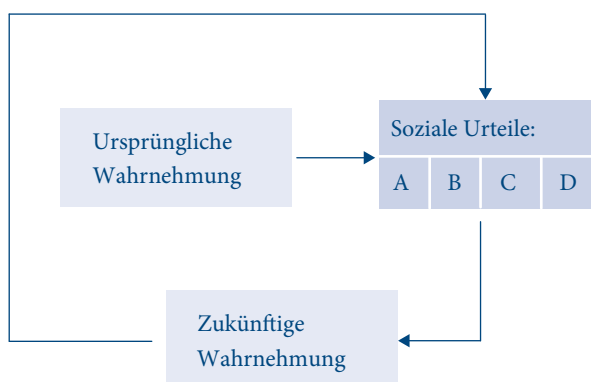 Ursprüngliche
Wahrnehmung
Soziale Urteile:
A B C D
Zukünftige
Wahrnehmung